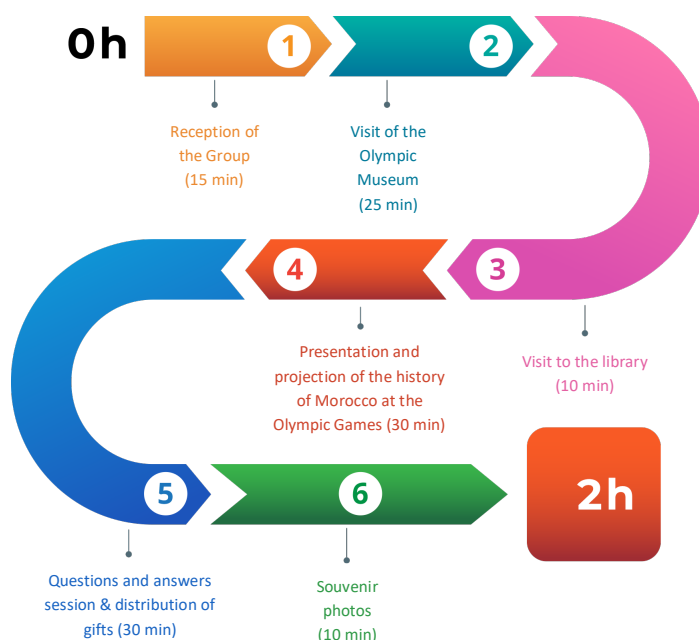 0h
1
2
Reception of
the Group
(15 min)
Visit of the
Olympic
Museum
(25 min)
3
Visit to the library
(10 min)
4
Presentation and
projection of the history
of Morocco at the
Olympic Games (30 min)
5
Questions and answers
session & distribution of
gifts (30 min)
6
Souvenir
photos
(10 min)
2h